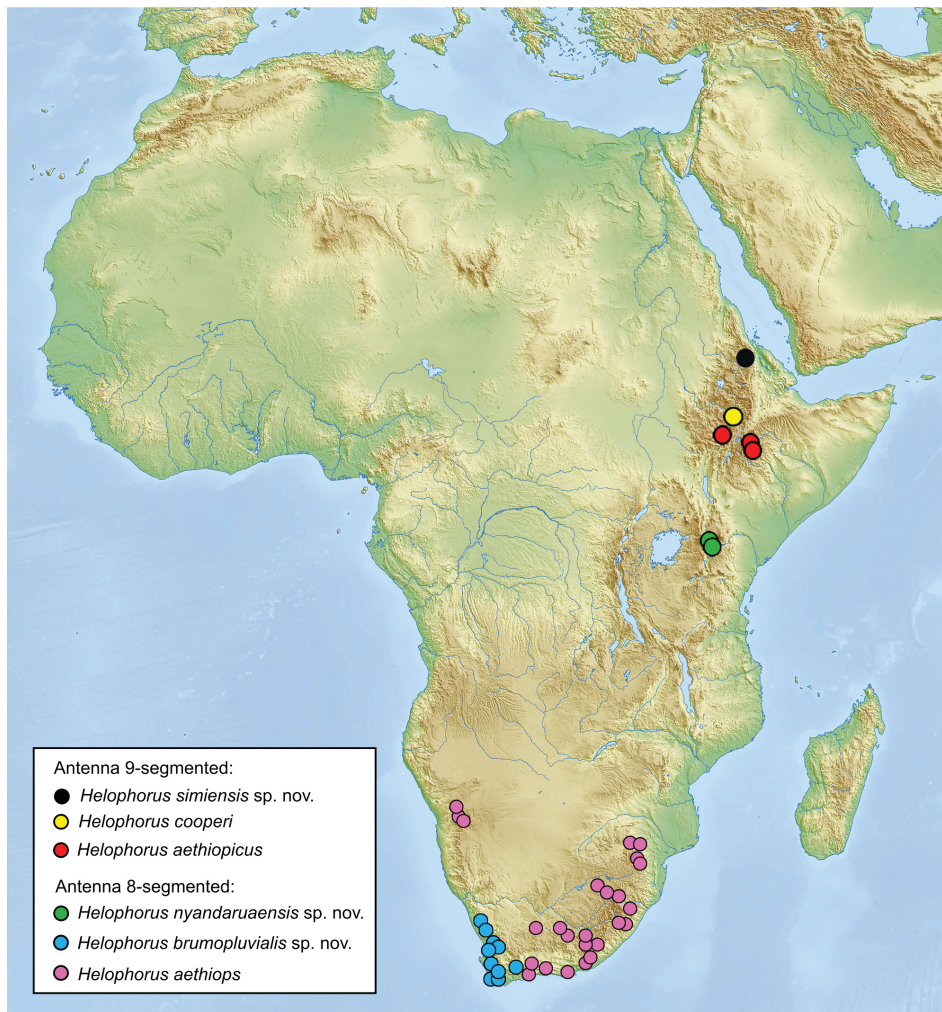 Antenna 9-segmented:
Helophorus simiensis sp. nov.
Helophorus cooperi
Helophorus aethiopicus
Antenna 8-segmented:
Helophorus nyandaruaensis sp. nov.
Helophorus brumopluvialis sp. nov.
Helophorus aethiops